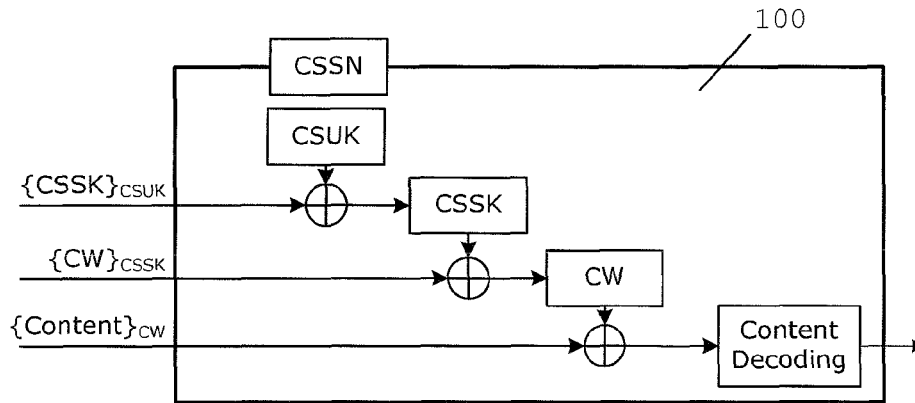 100
CSSN
CSUK
{CSSK}CSUK
CSSK
{CW}CSSK
CW
{Content}CW
Content
Decoding